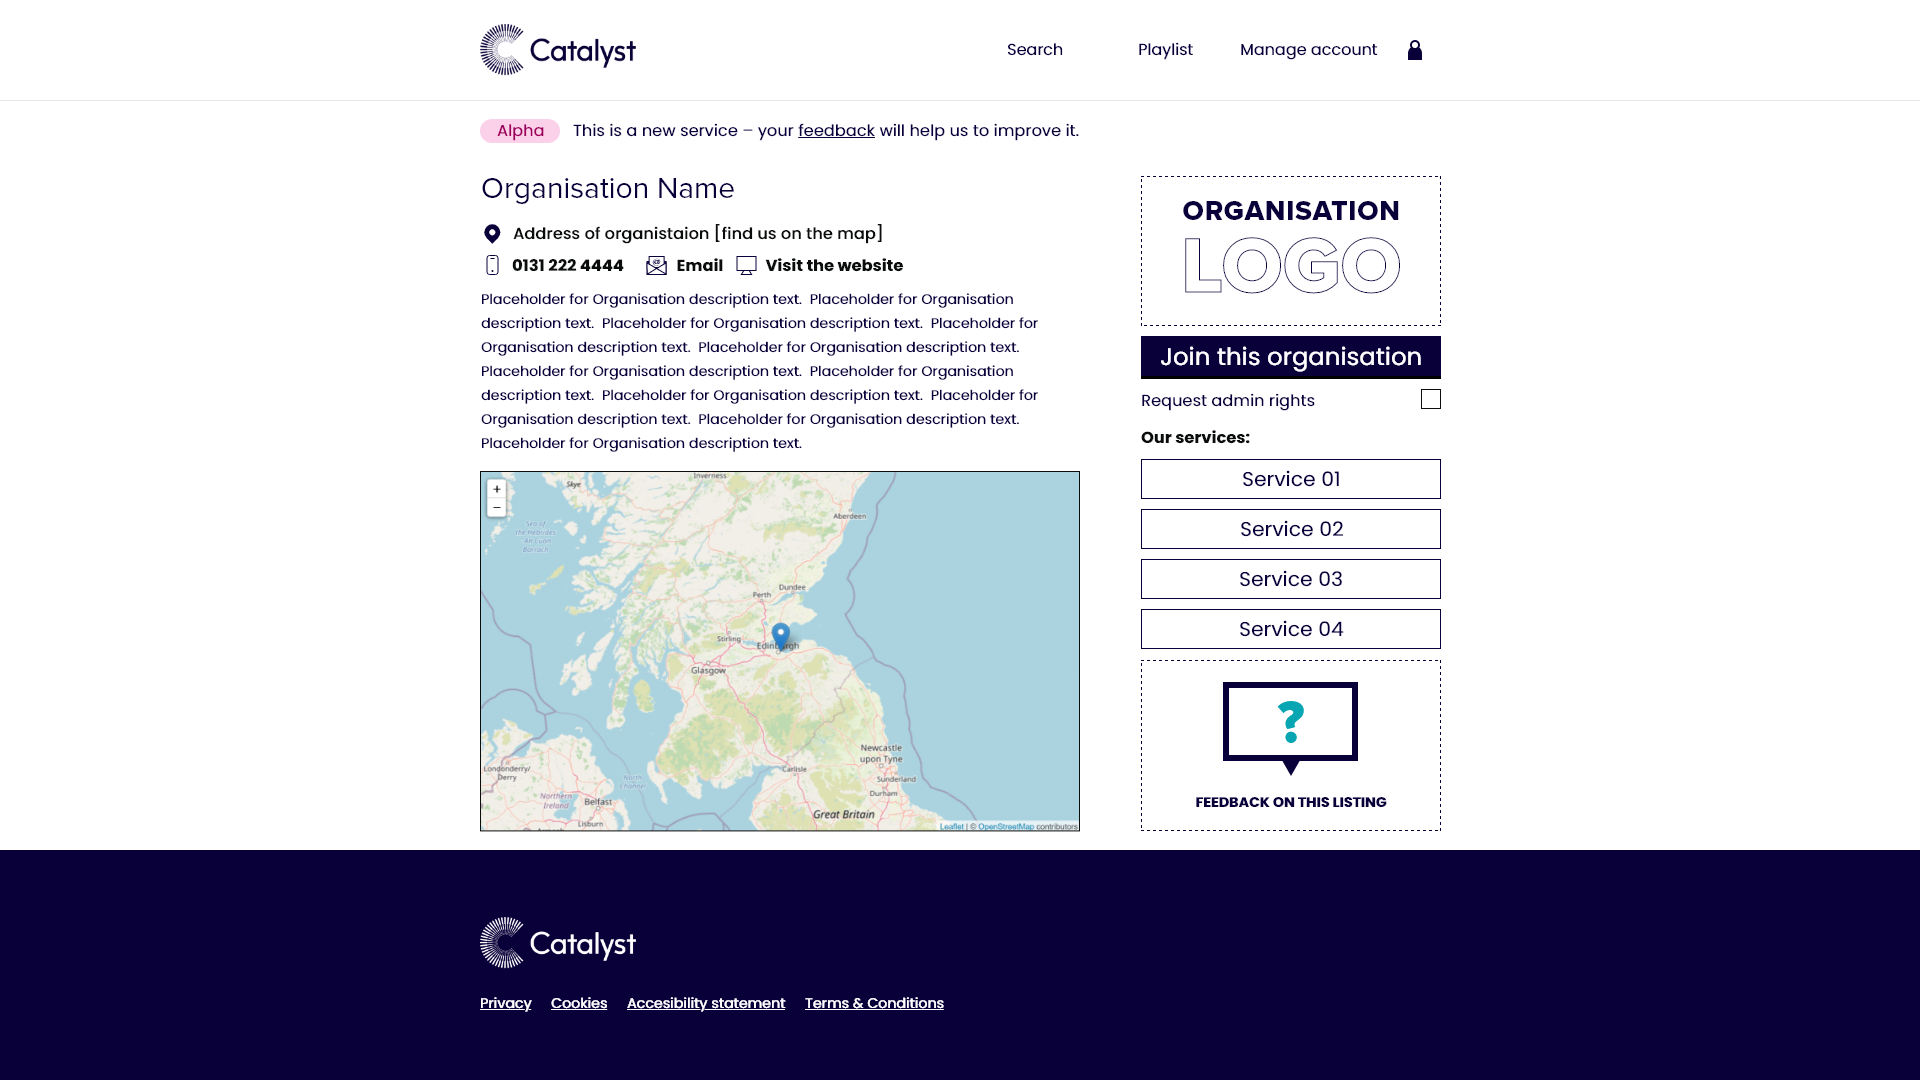 Catalyst
Search
Playlist
Manage account
Alpha
This is a new service – your feedback will help us to improve it.
Organisation Name
Address of organistaion [find us on the map]
0131 222 4444
Email
Visit the website
Placeholder for Organisation description text.  Placeholder for Organisation
description text.  Placeholder for Organisation description text.  Placeholder for
Organisation description text.  Placeholder for Organisation description text.
Placeholder for Organisation description text.  Placeholder for Organisation
description text.  Placeholder for Organisation description text.  Placeholder for
Organisation description text.  Placeholder for Organisation description text.
Placeholder for Organisation description text.
+
−
Inverness
Skye
Aberdeen
Sea of
the Hebrides
An Cuan
Barrach
Dundee
Perth
Stirling
Edinburgh
Glasgow
Newcastle
upon Tyne
Carlisle
Sunderland
Durham
Londonderry/
Derry
North
Channel
Northern
Ireland
Belfast
Lisburn
Great Britain
Leaflet | © OpenStreetMap contributors
ORGANISATION
LOGO
Join this organisation
Request admin rights
Our services:
Service 01
Service 02
Service 03
Service 04
?
FEEDBACK ON THIS LISTING
Catalyst
Privacy
Cookies
Accesibility statement
Terms & Conditions